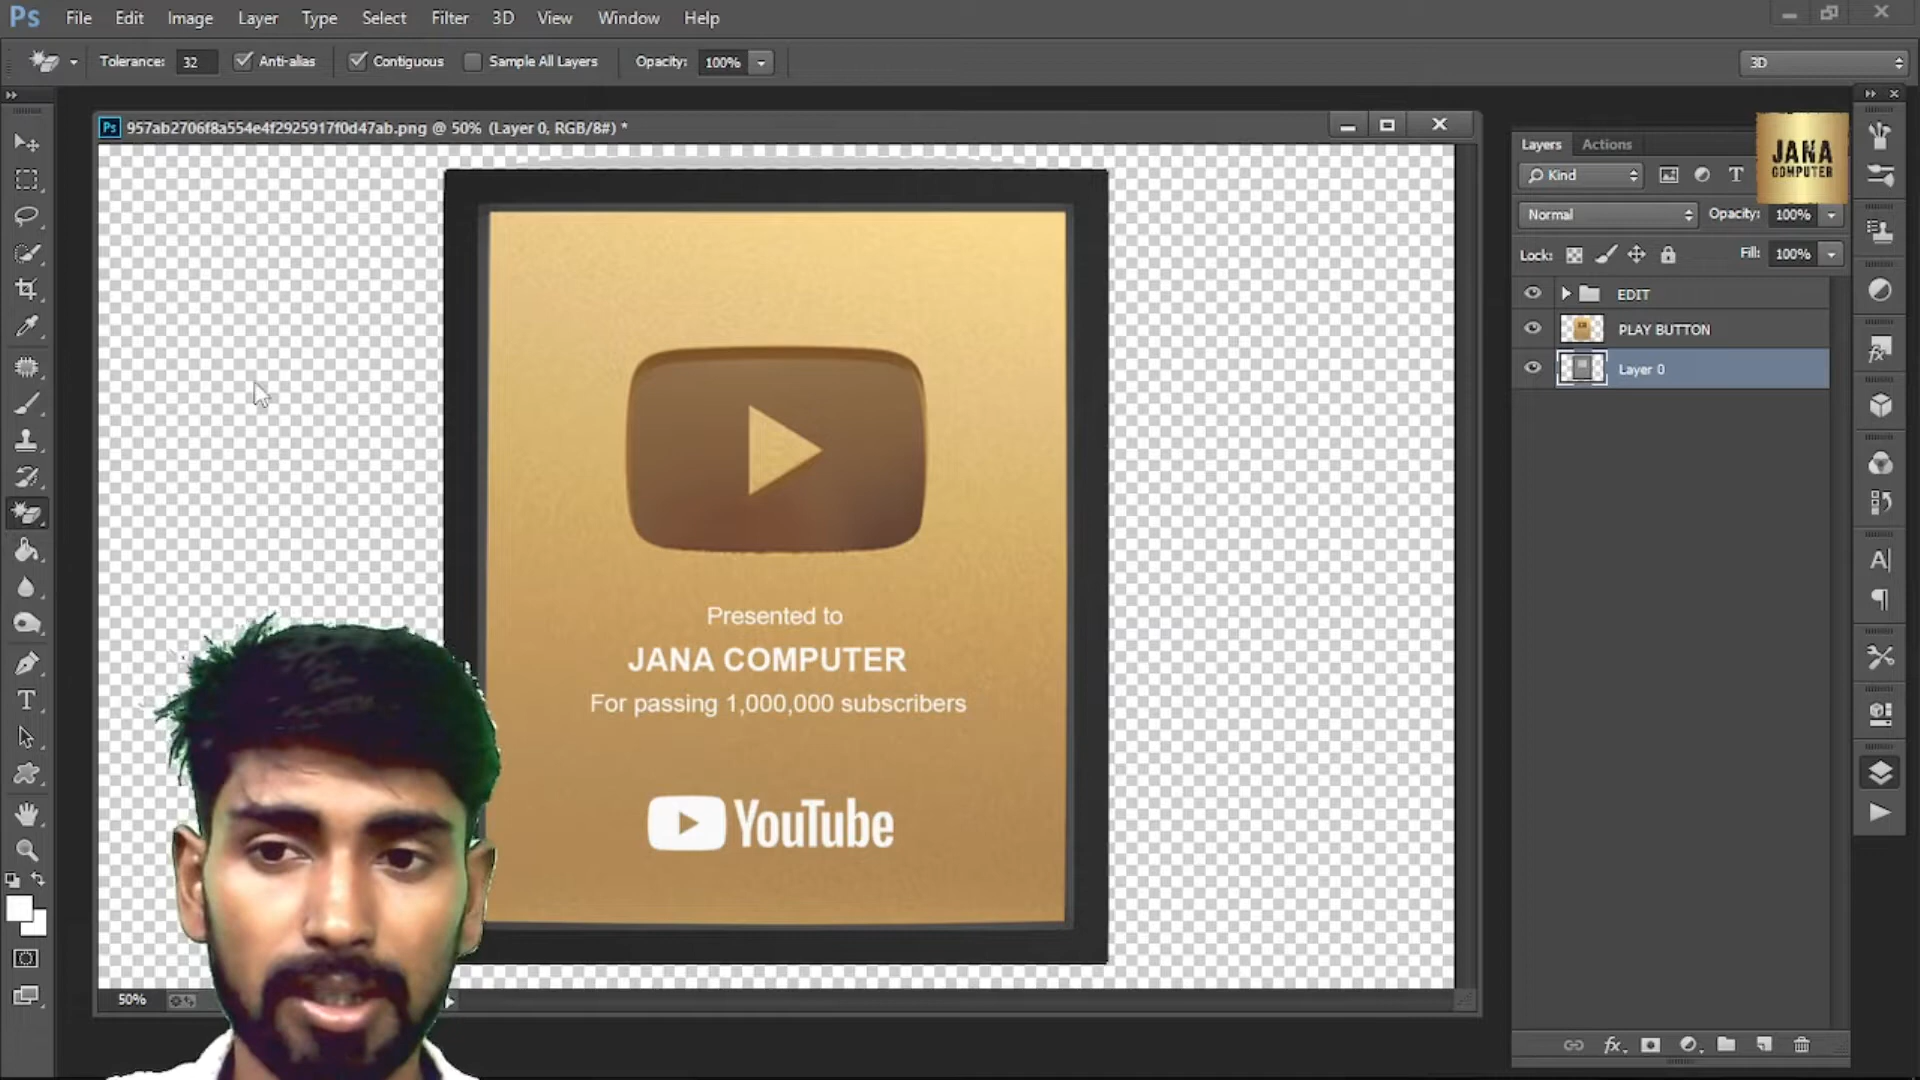 Ps File Edit Image Layer Type Select Filter 3D View Window Help
Tolerance: 32 Anti-alias Contiguous Sample All Layers Opacity: 100% 3D
Ps 957ab2706f8a554e4f2925917f0d47ab.png @ 50% (Layer 0, RGB/8#) *
Layers Actions
JANA
COMPUTER
Kind
Normal Opacity: 100%
Lock: Fill: 100%
EDIT
PLAY BUTTON
Layer 0
Presented to
JANA COMPUTER
For passing 1,000,000 subscribers
YouTube
50%